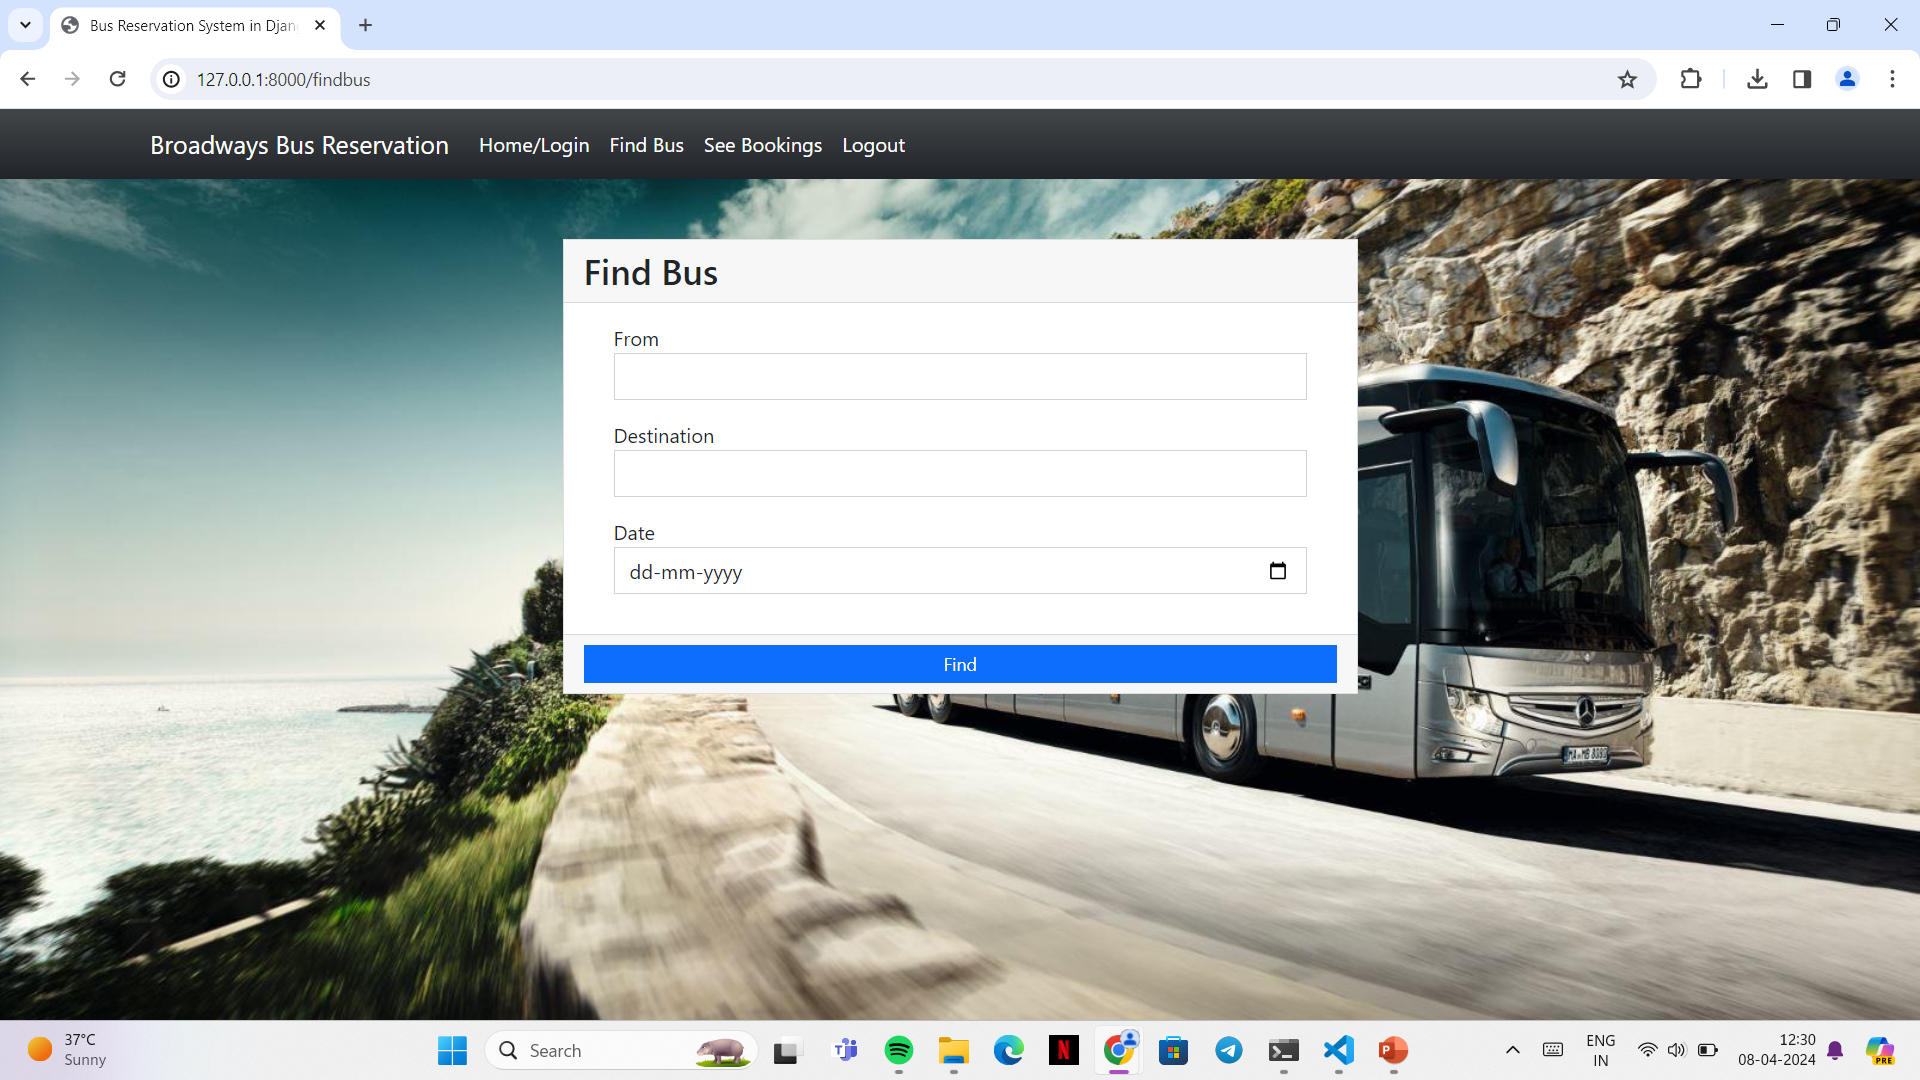 Bus Reservation System in Djan
127.0.0.1:8000/findbus
Broadways Bus Reservation Home/Login Find Bus See Bookings Logout
Find Bus
From
Destination
Date
dd-mm-yyyy
Find
37°C
Sunny
Search
ENG
IN
12:30
08-04-2024
PRE